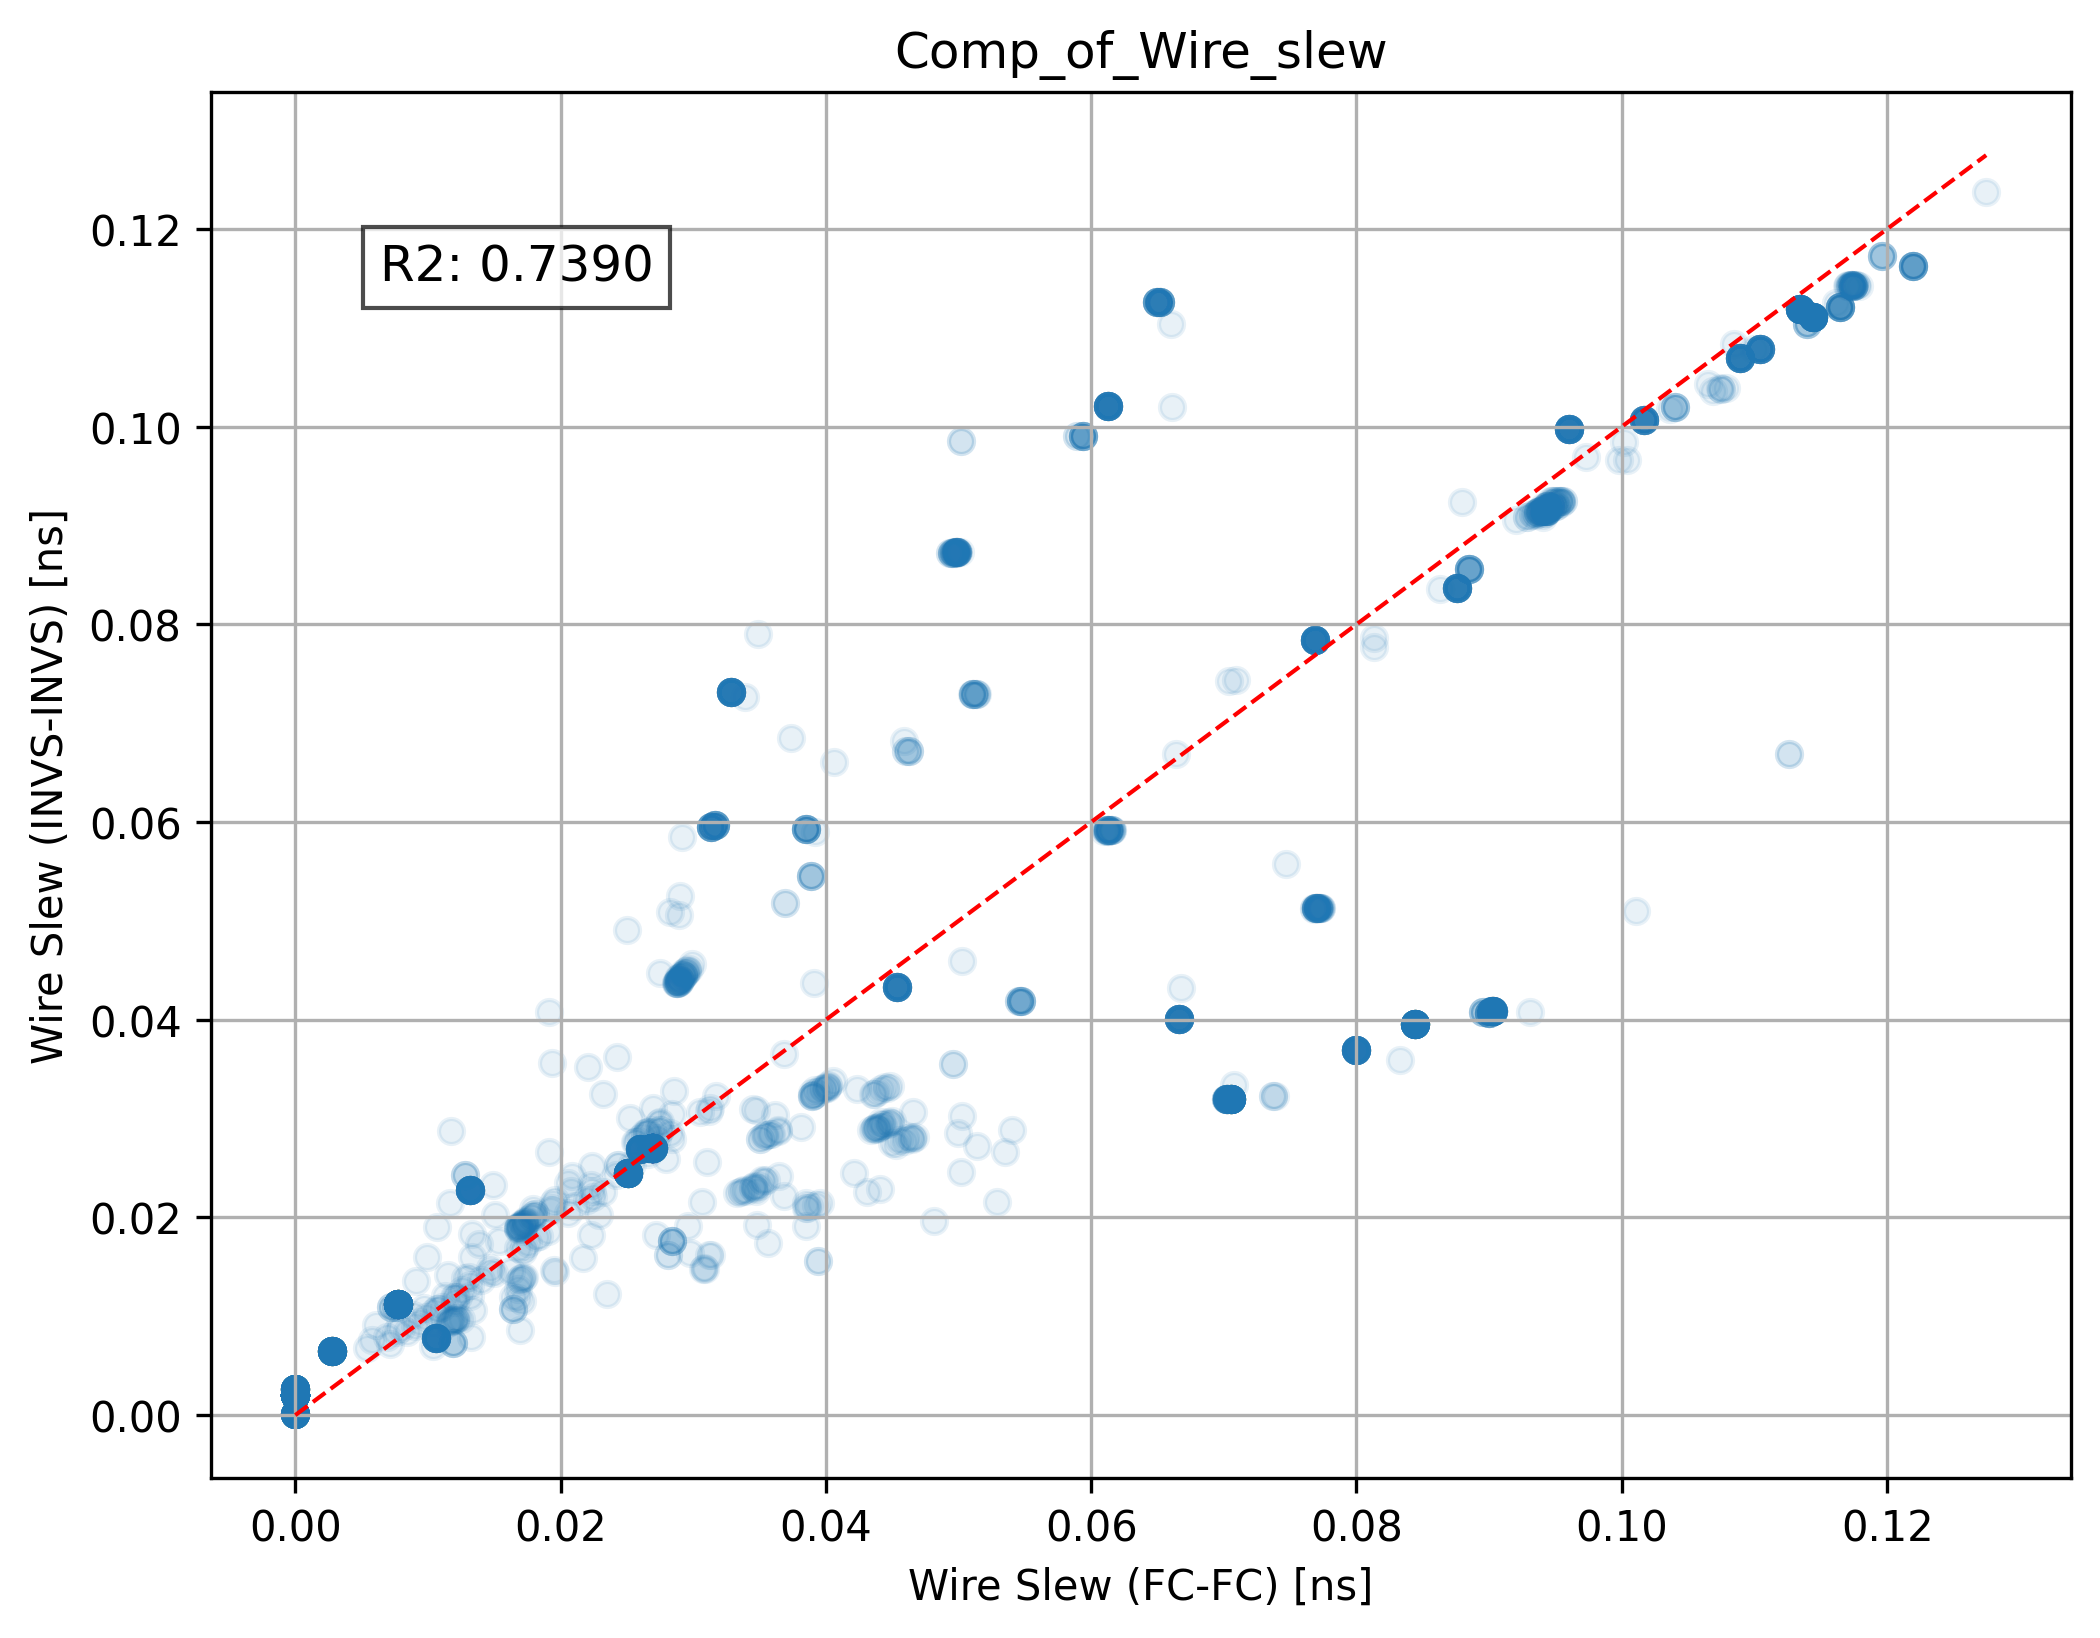 Comp_of_Wire_slew
R2: 0.7390
Wire Slew (INVS-INVS) [ns]
0.12
0.10
0.08
0.06
0.04
0.02
0.00
0.00 0.02 0.04 0.06 0.08 0.10 0.12
Wire Slew (FC-FC) [ns]